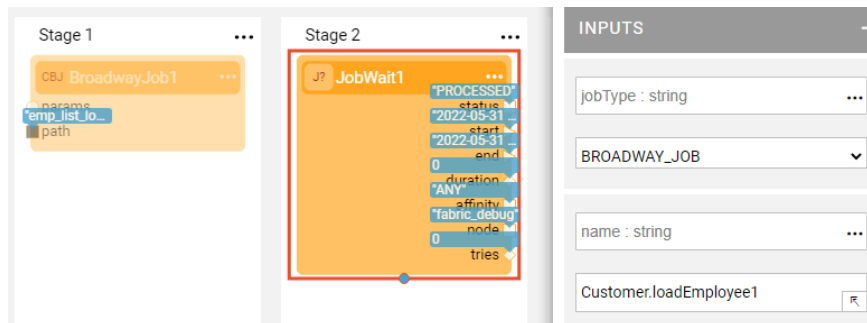 Stage 1
...
CBJ BroadwayJob1 ...
params
"emp_list_lo...
path
Stage 2
...
J? JobWait1 ...
"PROCESSED"
status
"2022-05-31 ...
start
"2022-05-31 ...
end
0
duration
"ANY"
affinity
"fabric_debug"
node
0
tries
INPUTS
jobType : string
...
BROADWAY_JOB
name : string
...
Customer.loadEmployee1